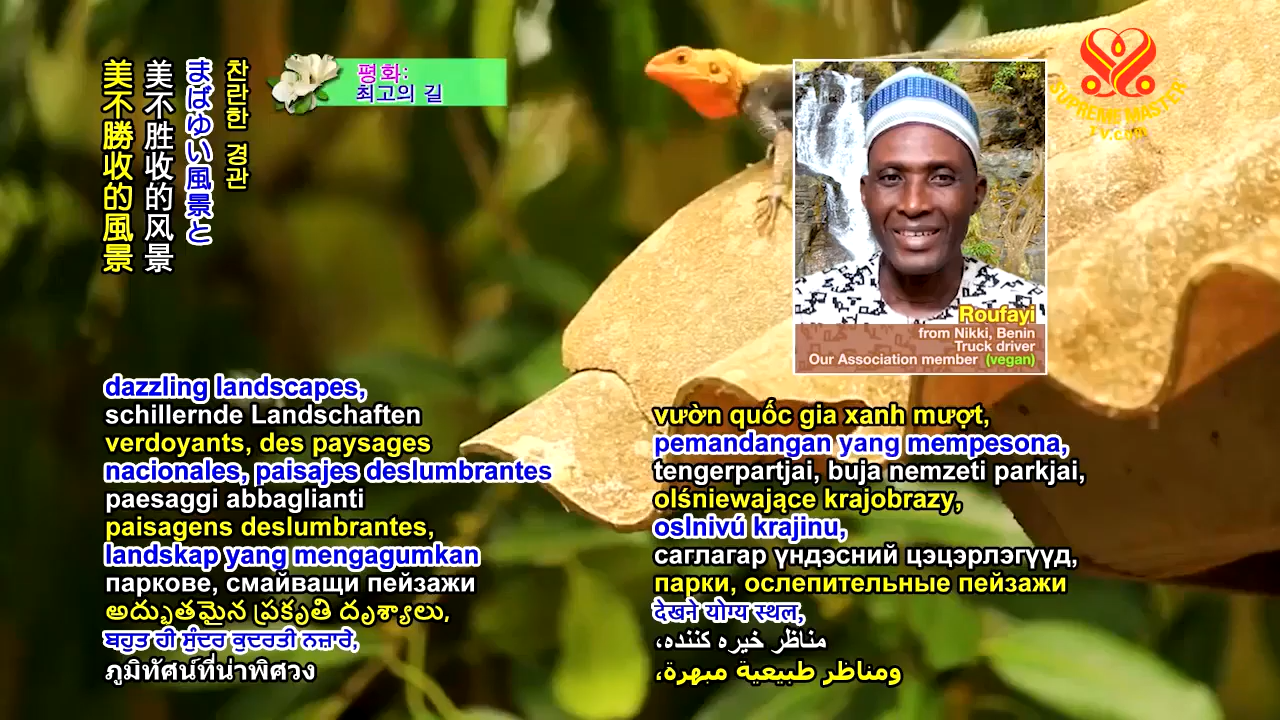 찬란한 경관
まばゆい風景と
美不胜收的风景
美不勝收的風景
평화:
최고의 길
SUPREME MASTER
TV.com
Roufayi
from Nikki, Benin
Truck driver
Our Association member (vegan)
dazzling landscapes,
schillernde Landschaften
verdoyants, des paysages
nacionales, paisajes deslumbrantes
paesaggi abbaglianti
paisagens deslumbrantes,
landskap yang mengagumkan
паркове, смайващи пейзажи
అద్భుతమైన ప్రకృతి దృశ్యాలు,
ਬਹੁਤ ਹੀ ਸੁੰਦਰ ਕੁਦਰਤੀ ਨਜ਼ਾਰੇ,
ภูมิทัศน์ที่น่าพิศวง
vườn quốc gia xanh mượt,
pemandangan yang mempesona,
tengerpartjai, buja nemzeti parkjai,
olśniewające krajobrazy,
oslnivú krajinu,
саглагар үндэсний цэцэрлэгүүд,
парки, ослепительные пейзажи
देखने योग्य स्थल,
مناظر خیره کننده،
ومناظر طبيعية مبهرة،